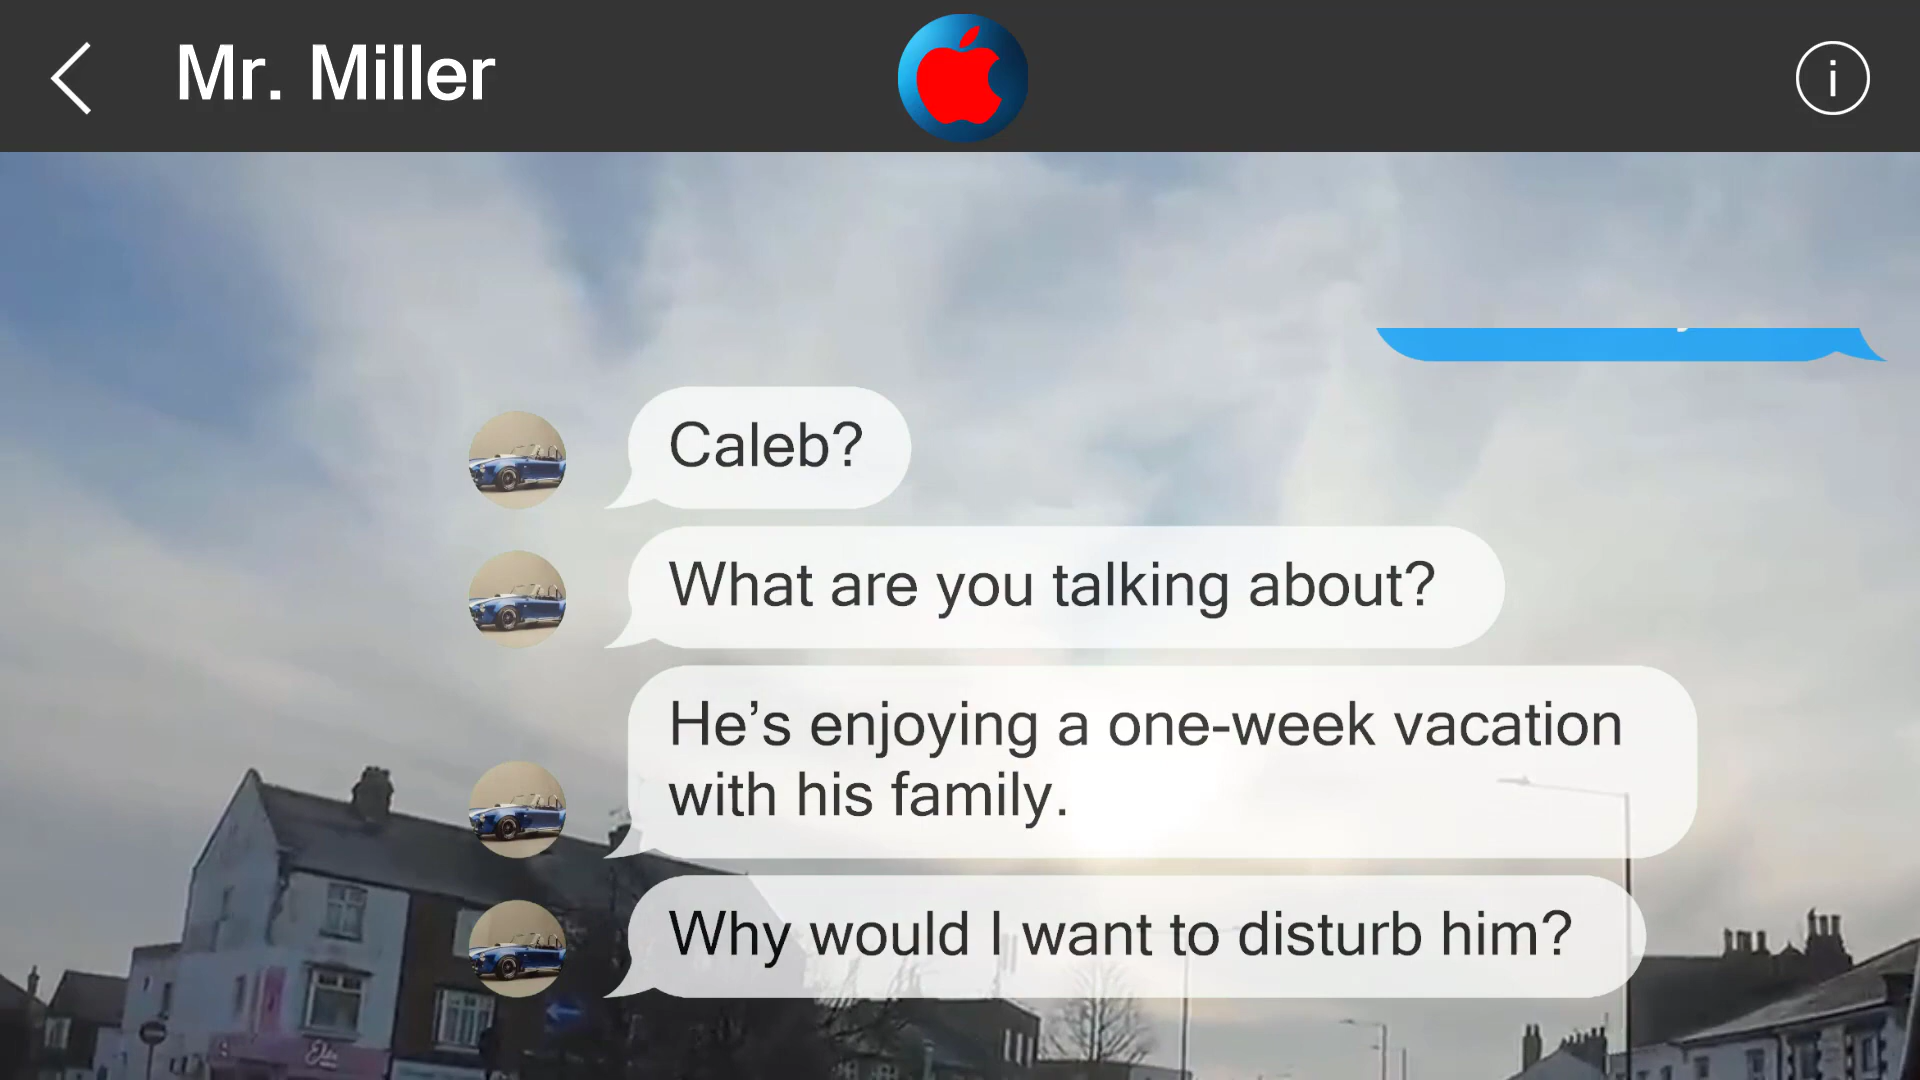 Mr. Miller
i
Caleb?
What are you talking about?
He’s enjoying a one-week vacation
with his family.
Why would I want to disturb him?